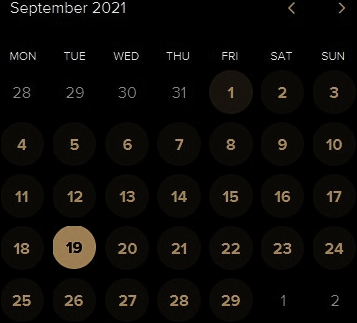 September 2021
MON TUE WED THU FRI SAT SUN
28 29 30 31 1 2 3
4 5 6 7 8 9 10
11 12 13 14 15 16 17
18 19 20 21 22 23 24
25 26 27 28 29 1 2